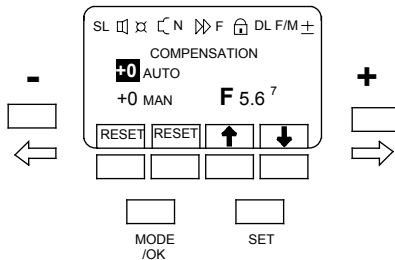 SL N F DL F/M ±
COMPENSATION
- +0 AUTO +
+0 MAN F 5.6 7
RESET RESET
MODE SET
/OK